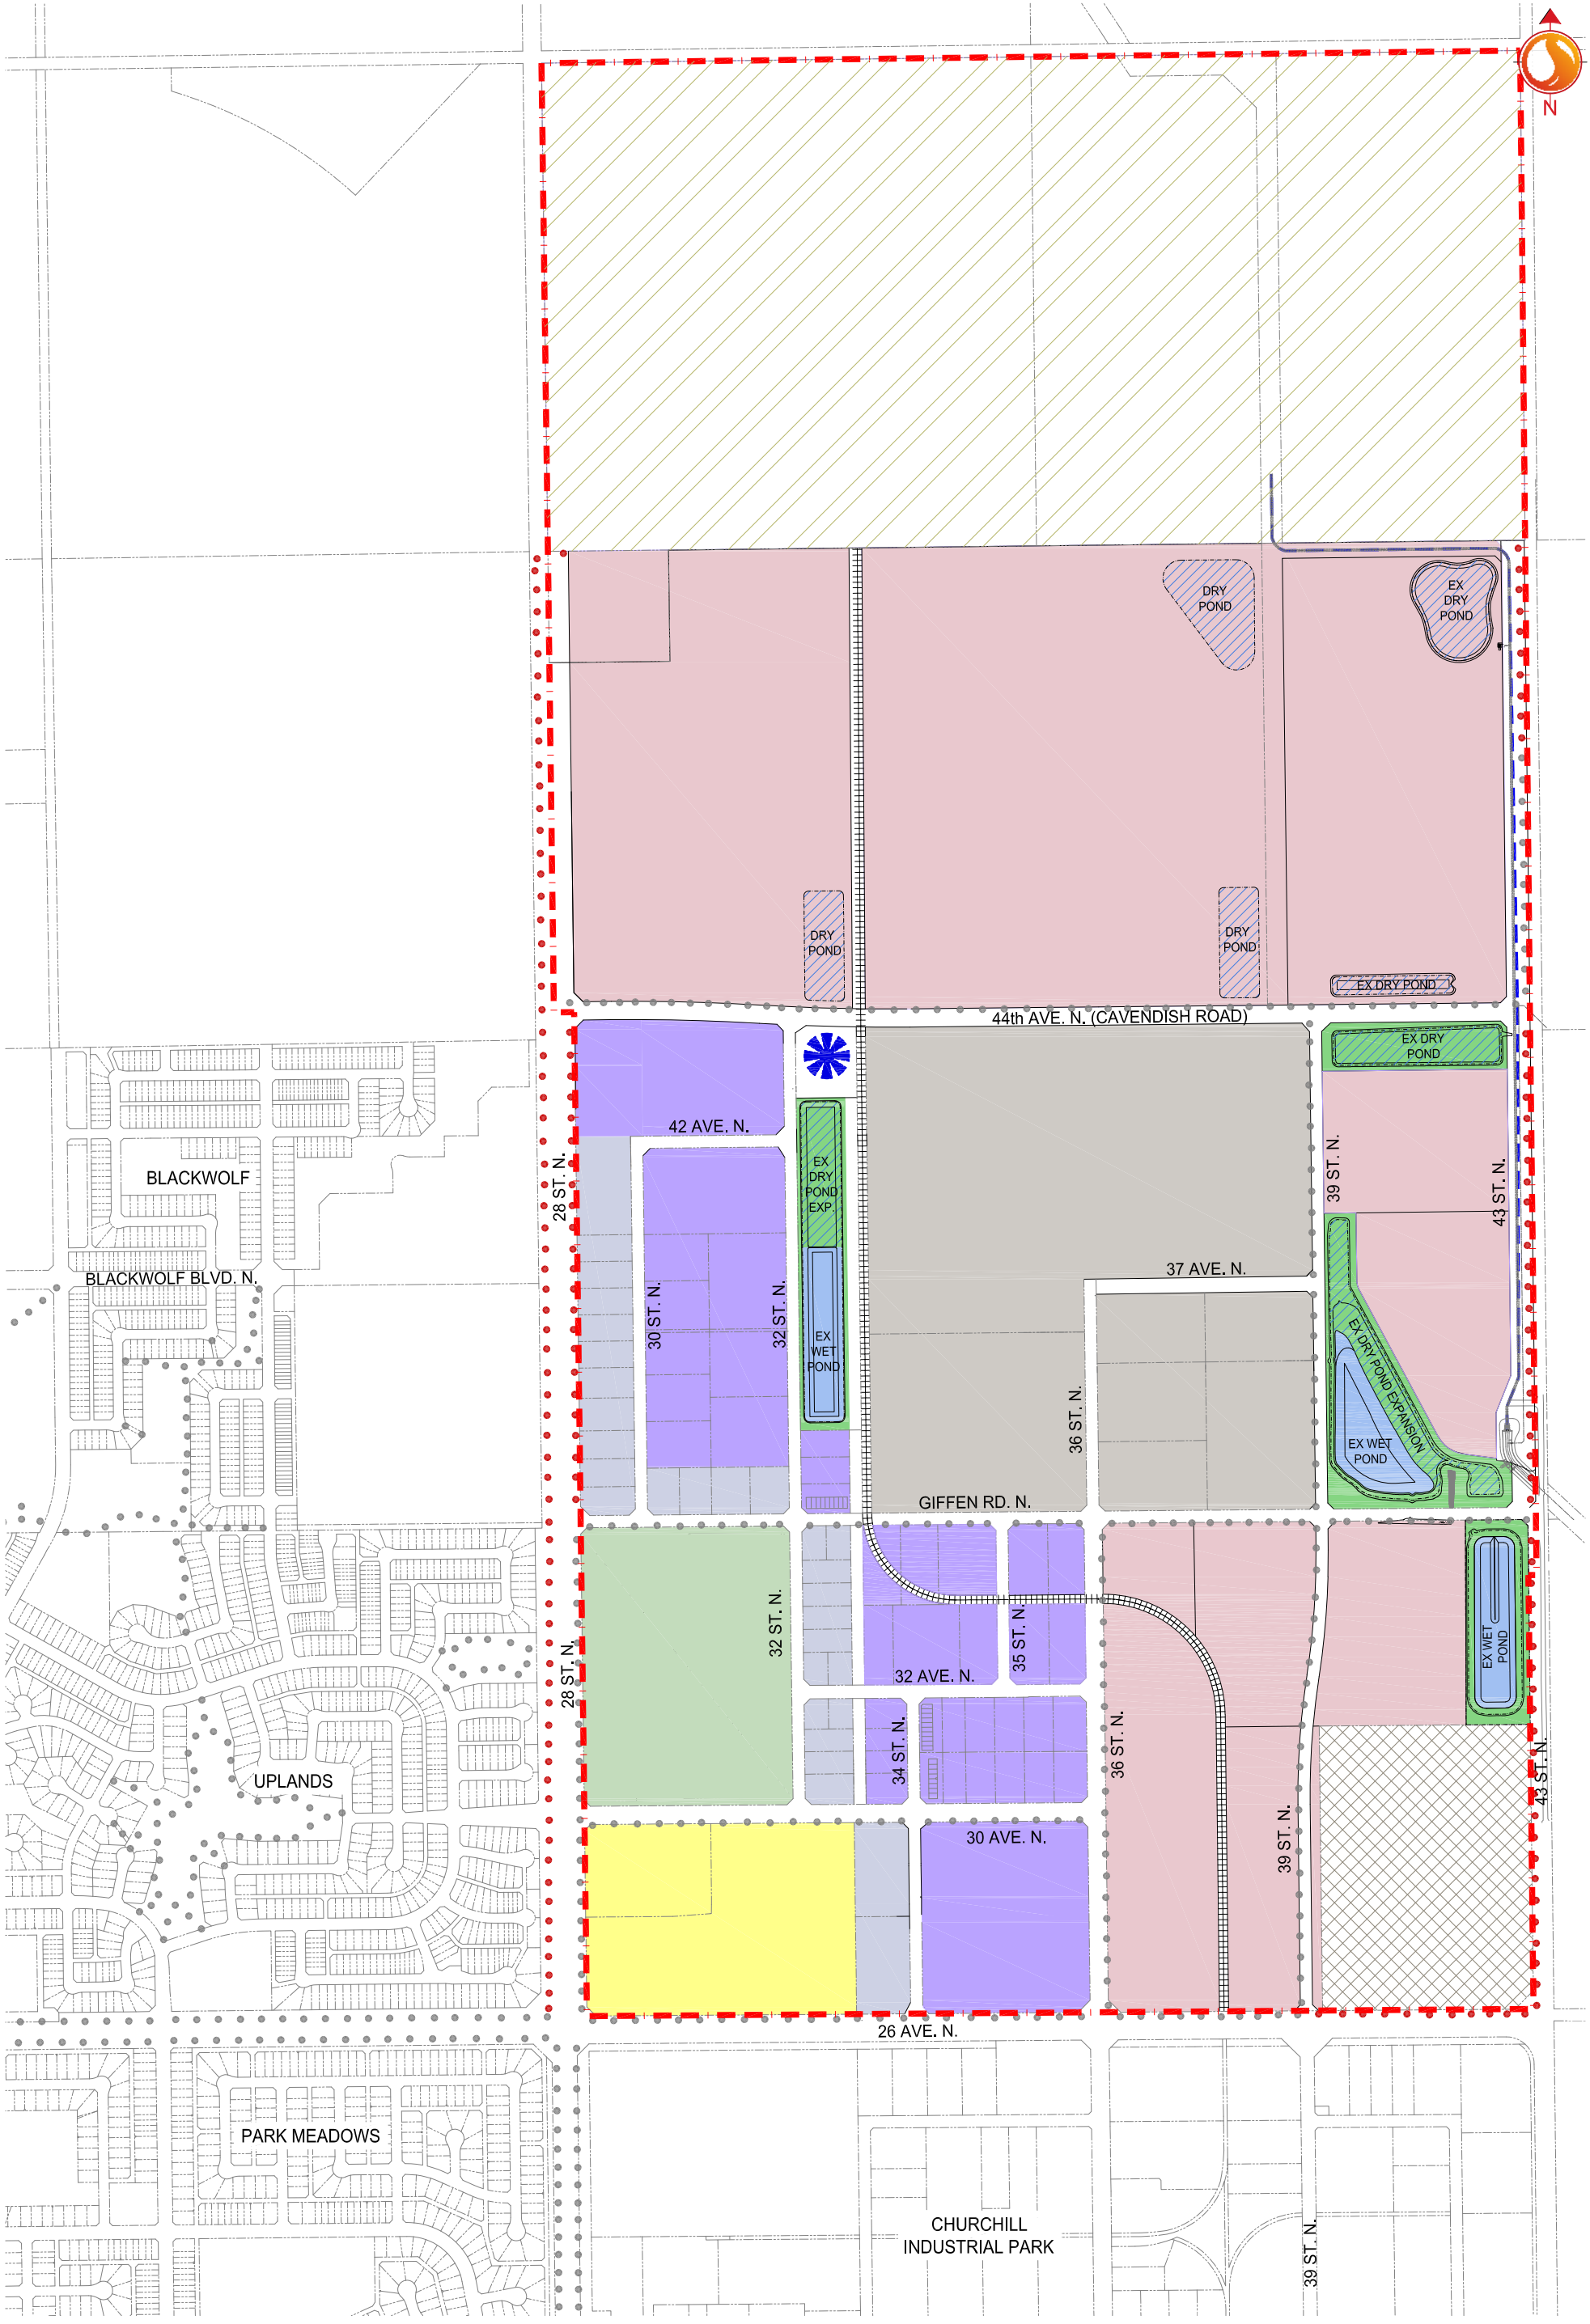 N
DRY
POND
EX
DRY
POND
DRY
POND
DRY
POND
EX DRY POND
44th AVE. N. (CAVENDISH ROAD)
EX DRY
POND
42 AVE. N.
BLACKWOLF
28 ST. N.
EX
DRY
POND
EXP.
39 ST. N.
43 ST. N.
BLACKWOLF BLVD. N.
37 AVE. N.
30 ST. N.
32 ST. N.
EX
WET
POND
EX DRY POND EXPANSION
36 ST. N.
EX WET
POND
GIFFEN RD. N.
32 ST. N.
35 ST. N.
EX WET
POND
28 ST. N.
32 AVE. N.
34 ST. N.
36 ST. N.
43 ST. N.
UPLANDS
30 AVE. N.
39 ST. N.
26 AVE. N.
PARK MEADOWS
CHURCHILL
INDUSTRIAL PARK
39 ST. N.